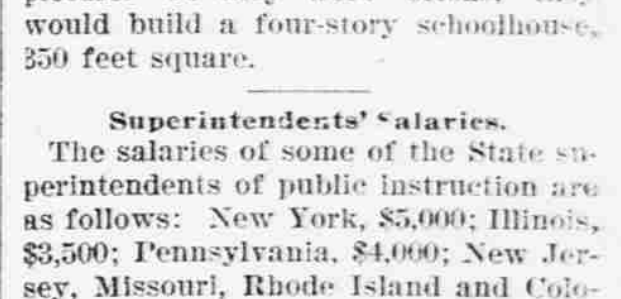 would build a four-story schoolhouse,
350 feet square.
Superintendents' Salaries.
The salaries of some of the State su-
perintendents of public instruction are
as follows: New York, $5,000; Illinois,
$3,500; Pennsylvania, $4,000; New Jer-
sey, Missouri, Rhode Island and Colo-